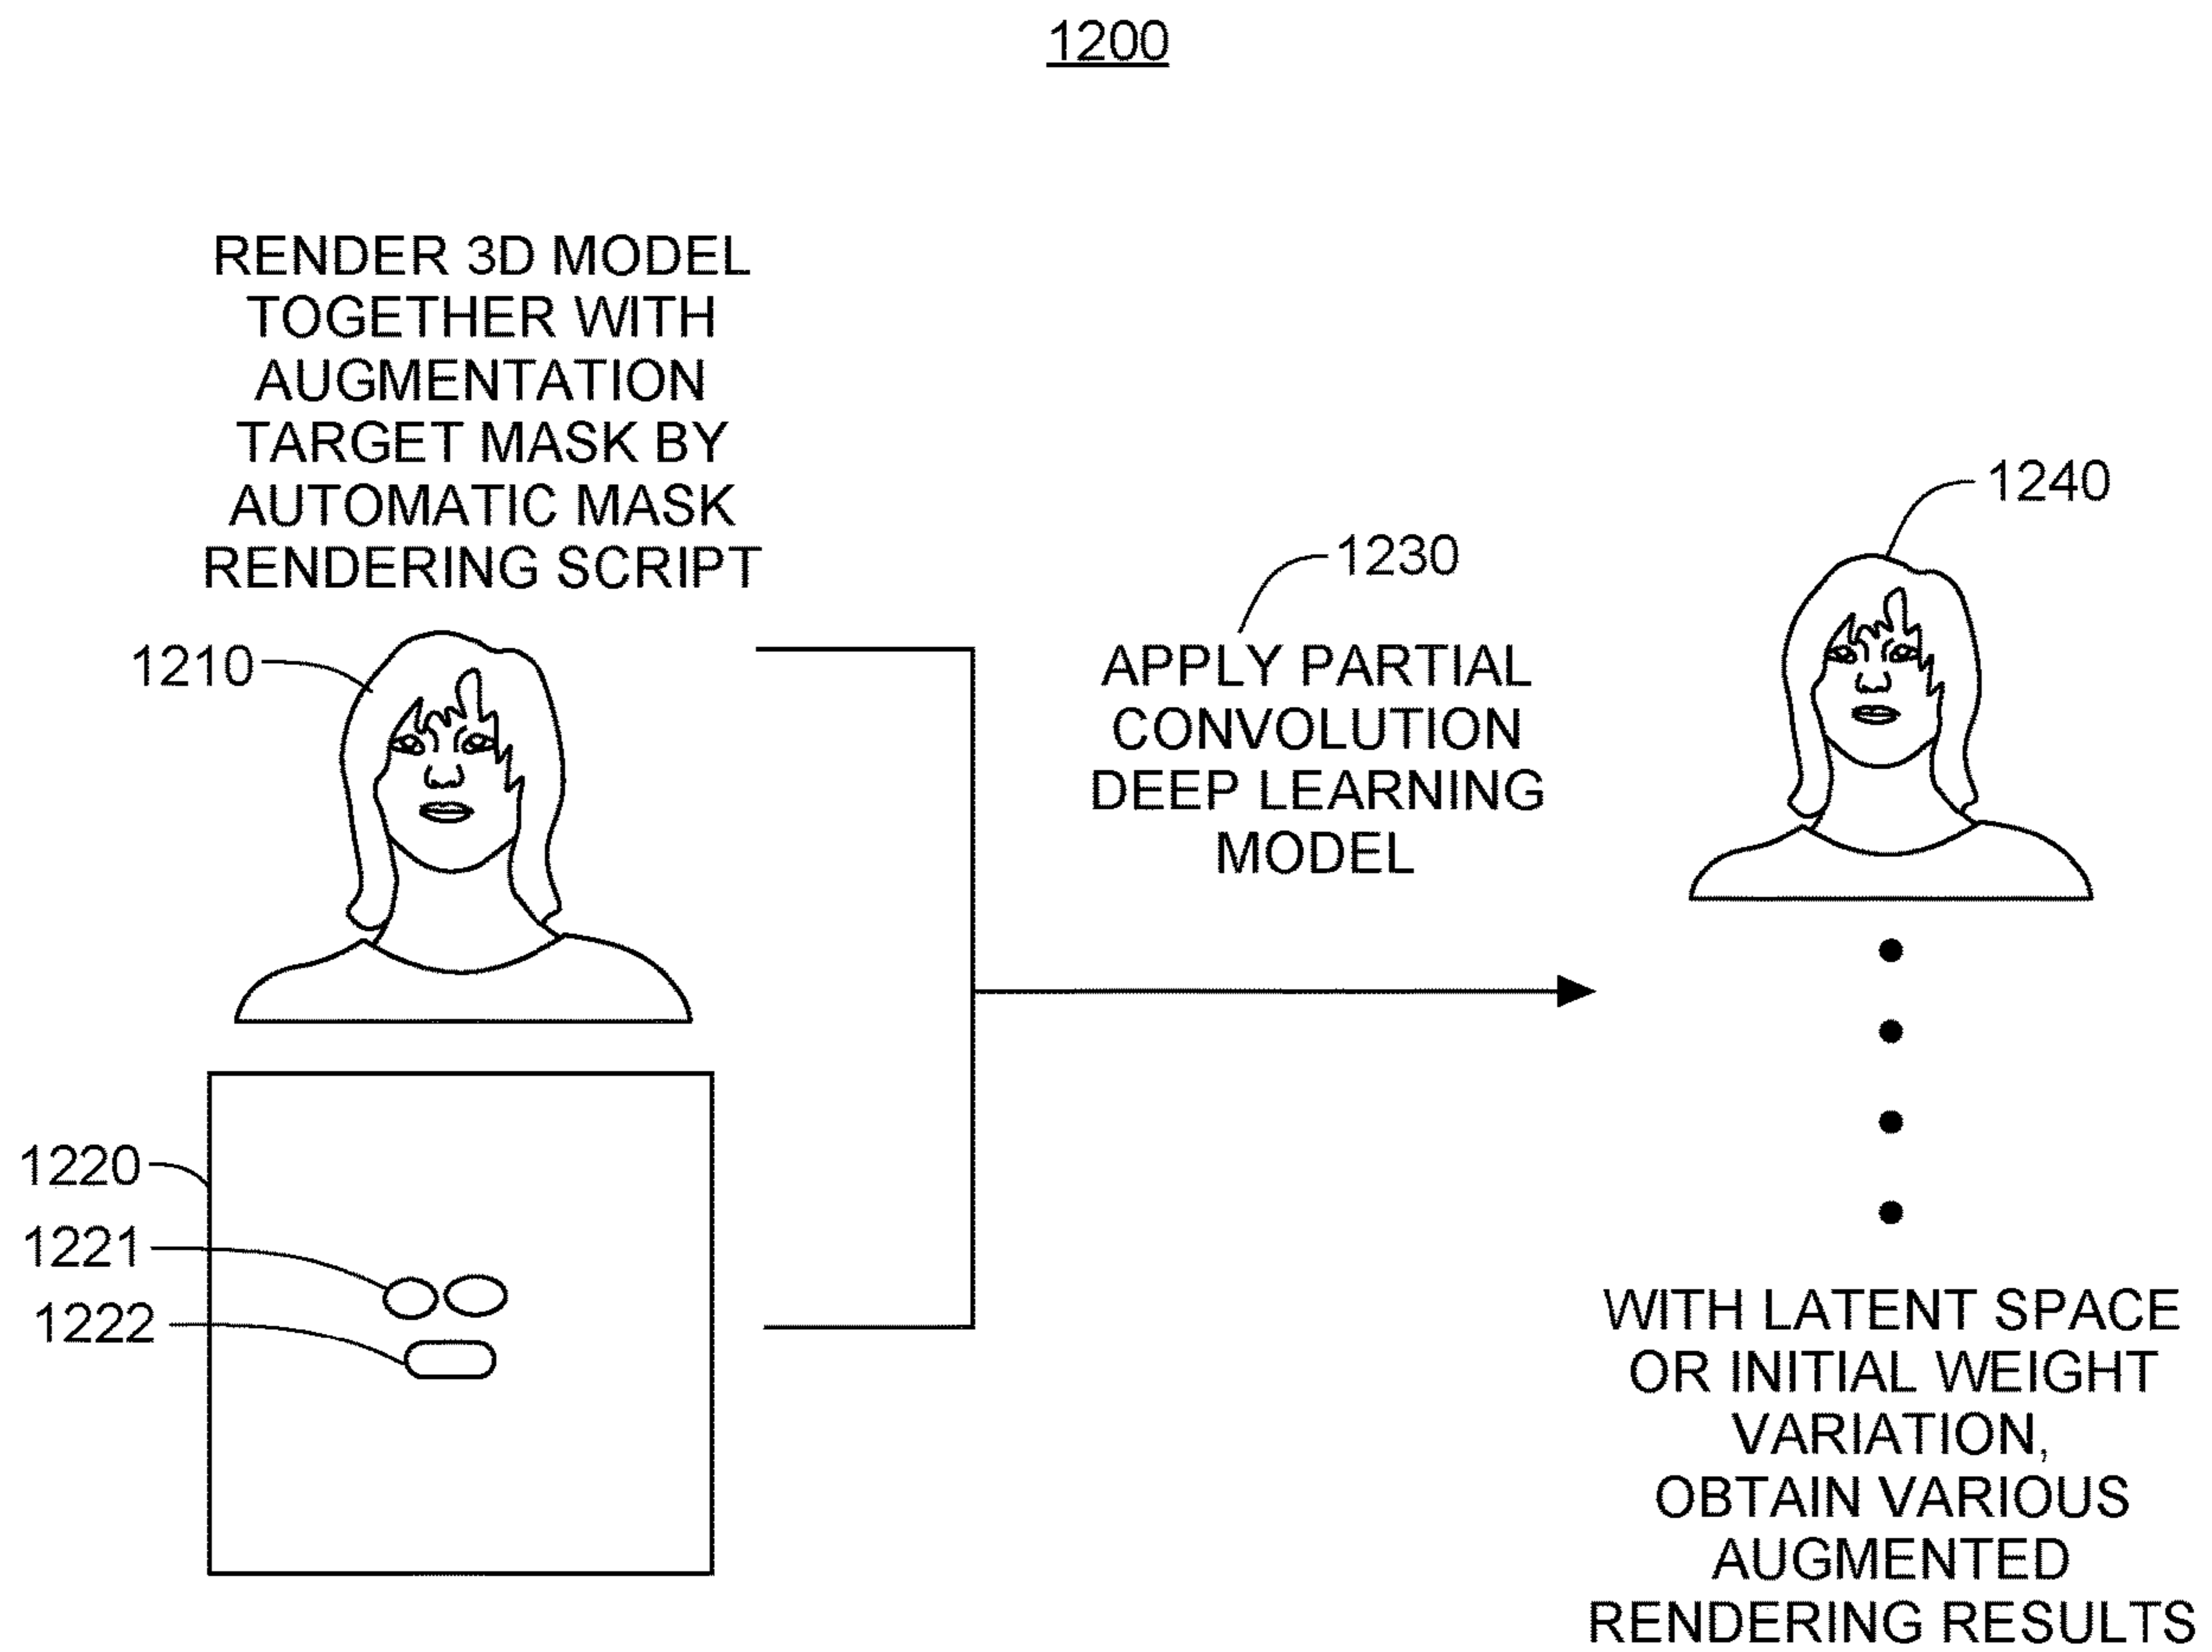 1200
RENDER 3D MODEL
TOGETHER WITH
AUGMENTATION
TARGET MASK BY
AUTOMATIC MASK
RENDERING SCRIPT
1210
1220
1221
1222
1230
APPLY PARTIAL
CONVOLUTION
DEEP LEARNING
MODEL
1240
WITH LATENT SPACE
OR INITIAL WEIGHT
VARIATION,
OBTAIN VARIOUS
AUGMENTED
RENDERING RESULTS